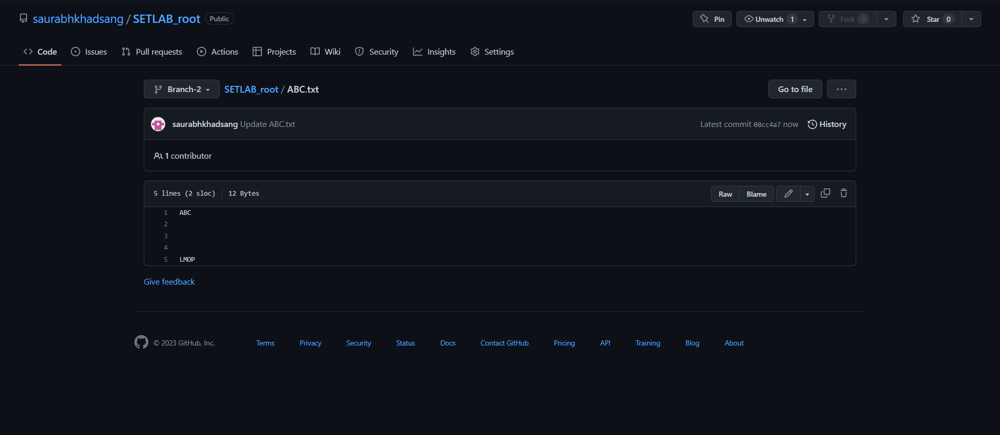 saurabhkhadsang / SETLAB_root Public Pin Unwatch 1 Fork 0 Star 0
Code Issues Pull requests Actions Projects Wiki Security Insights Settings
Branch-2 SETLAB_root / ABC.txt Go to file ...
saurabhkhadsang Update ABC.txt Latest commit 08cc4a7 now History
1 contributor
5 lines (2 sloc) 12 Bytes Raw Blame
1 ABC
2
3
4
5 LMOP
Give feedback
© 2023 GitHub, Inc. Terms Privacy Security Status Docs Contact GitHub Pricing API Training Blog About